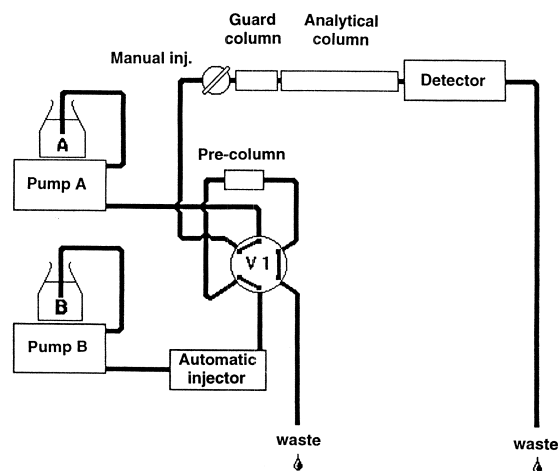 Guard
column
Analytical
column
Manual inj.
Detector
A
Pump A
Pre-column
V 1
B
Pump B
Automatic
injector
waste
waste